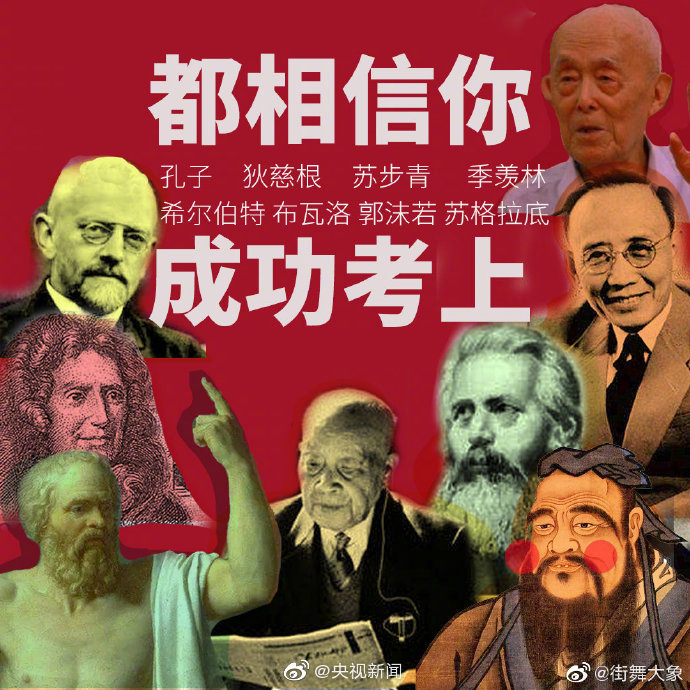 都相信你
孔子 狄慈根 苏步青 季羡林
希尔伯特 布瓦洛 郭沫若 苏格拉底
成功考上
@央视新闻
@街舞大象